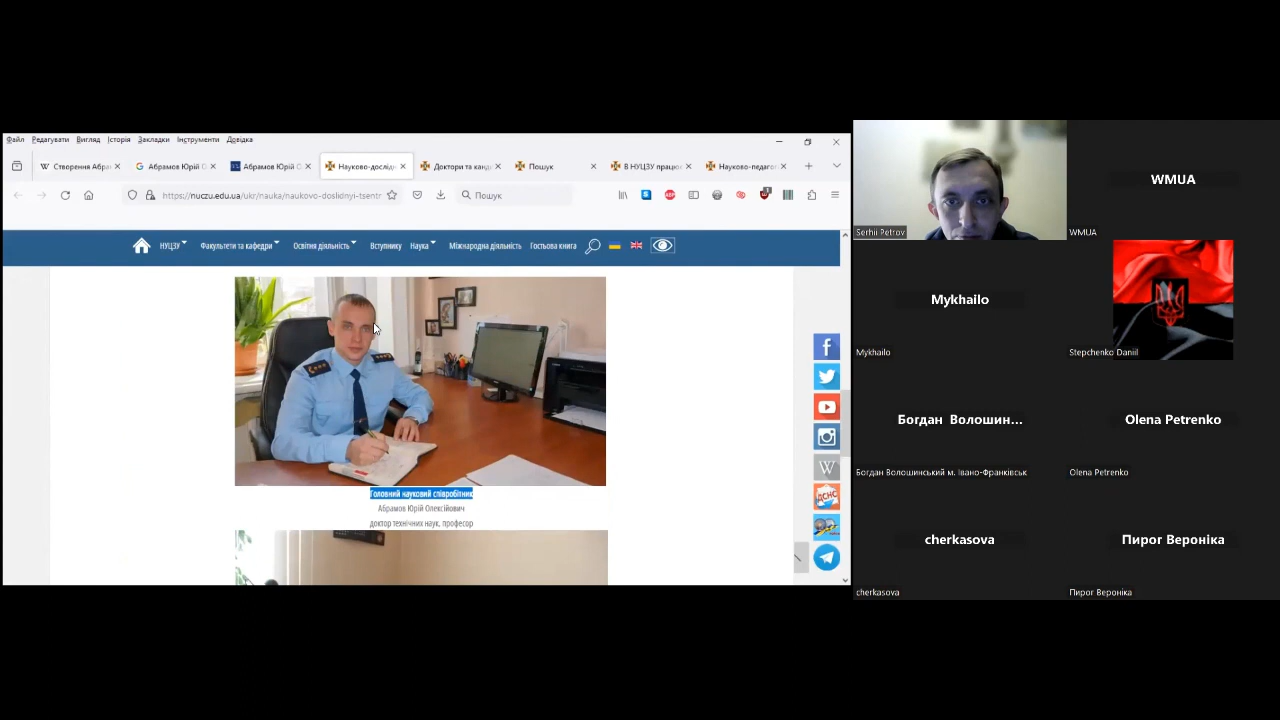 Файл Редагувати Вигляд Історія Закладки Інструменти Довідка
Створення Абра
Абрамов Юрій О
Абрамов Юрій О
Науково-дослідн
Доктори та канд
Пошук
В НУЦЗУ працює
Науково-педагог
https://nuczu.edu.ua/ukr/nauka/naukovo-doslidnyi-tsentr
Пошук
НУЦЗУ Факультети та кафедри Освітня діяльність Вступнику Наука Міжнародна діяльність Гостьова книга
Головний науковий співробітник
Абрамов Юрій Олексійович
доктор технічних наук, професор
W
ДСНС
Serhii Petrov
WMUA
WMUA
Mykhailo
Mykhailo
Stepchenko Daniil
Богдан Волошин...
Богдан Волошинський м. Івано-Франківськ
Olena Petrenko
Olena Petrenko
cherkasova
cherkasova
Пирог Вероніка
Пирог Вероніка